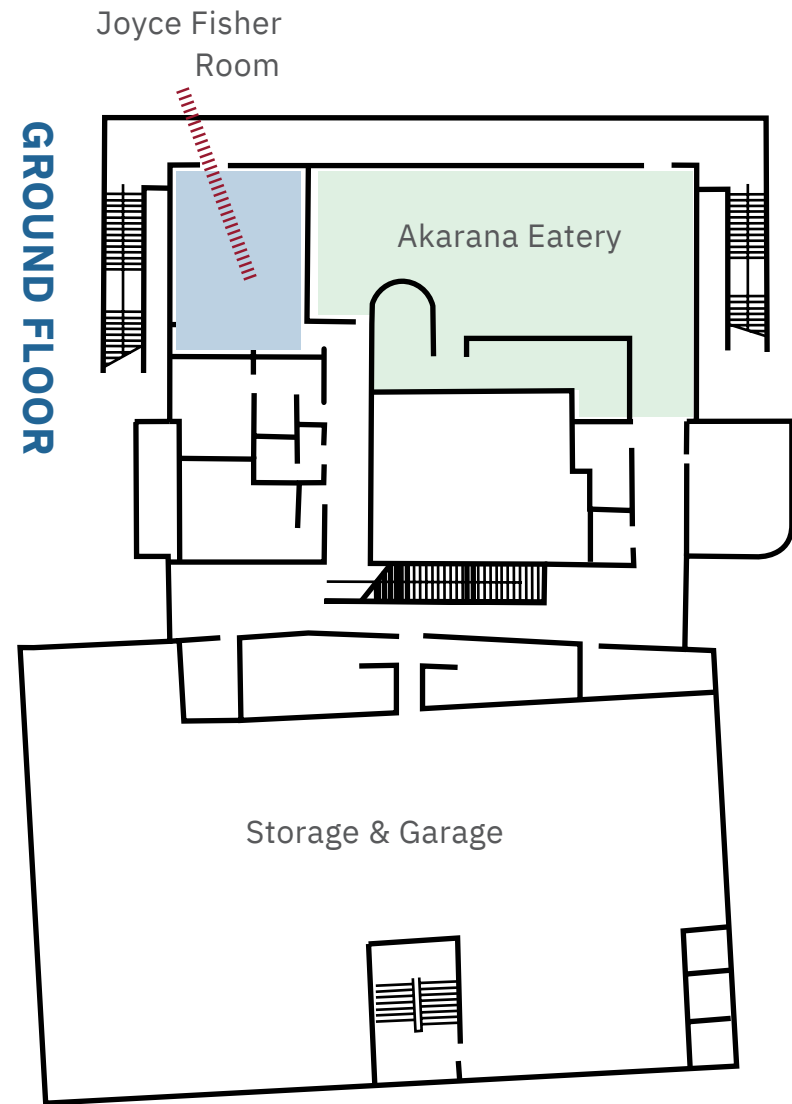 Joyce Fisher
Room
GROUND FLOOR
Akarana Eatery
Storage & Garage